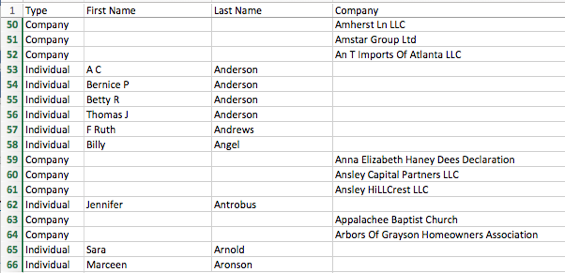 1 Type First Name Last Name Company
50 Company Amherst Ln LLC
51 Company Amstar Group Ltd
52 Company An T Imports Of Atlanta LLC
53 Individual A C Anderson
54 Individual Bernice P Anderson
55 Individual Betty R Anderson
56 Individual Thomas J Anderson
57 Individual F Ruth Andrews
58 Individual Billy Angel
59 Company Anna Elizabeth Haney Dees Declaration
60 Company Ansley Capital Partners LLC
61 Company Ansley HiLLCrest LLC
62 Individual Jennifer Antrobus
63 Company Appalachee Baptist Church
64 Company Arbors Of Grayson Homeowners Association
65 Individual Sara Arnold
66 Individual Marceen Aronson